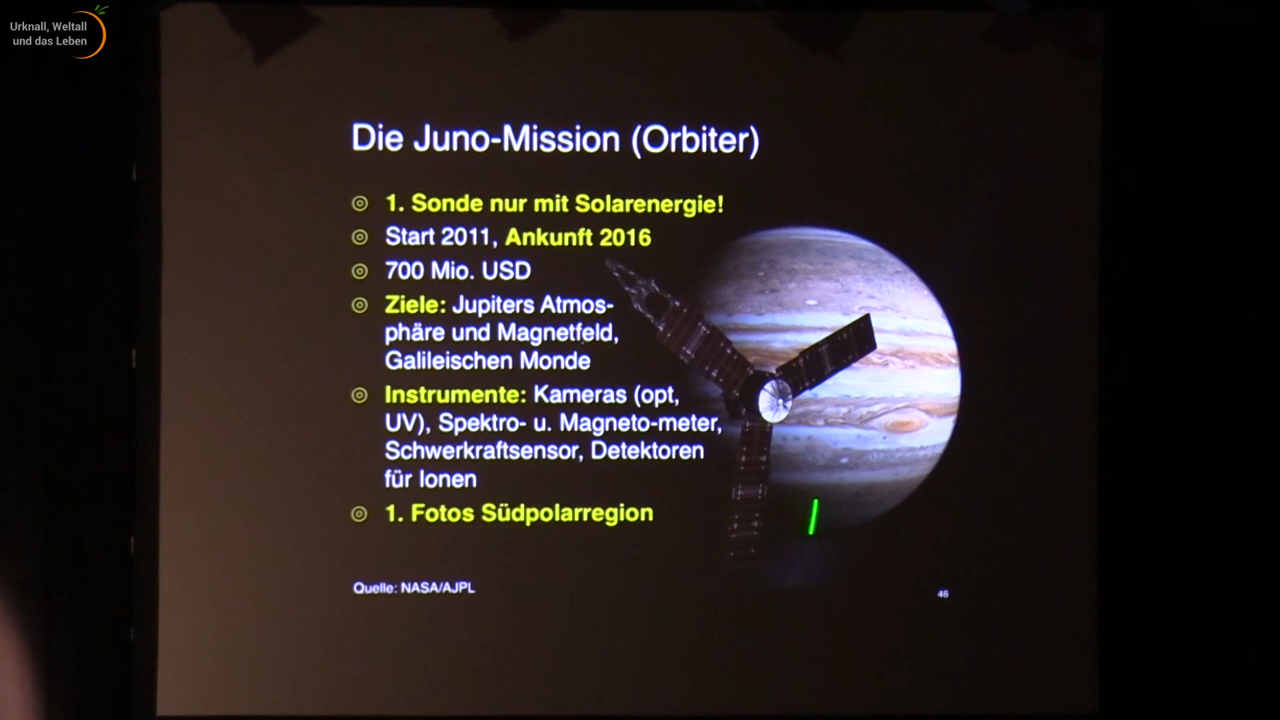 Urknall, Weltall
und das Leben
Die Juno-Mission (Orbiter)
1. Sonde nur mit Solarenergie!
Start 2011, Ankunft 2016
700 Mio. USD
Ziele: Jupiters Atmos-
phäre und Magnetfeld,
Galileischen Monde
Instrumente: Kameras (opt,
UV), Spektro- u. Magneto-meter,
Schwerkraftsensor, Detektoren
für Ionen
1. Fotos Südpolarregion
Quelle: NASA/AJPL
46